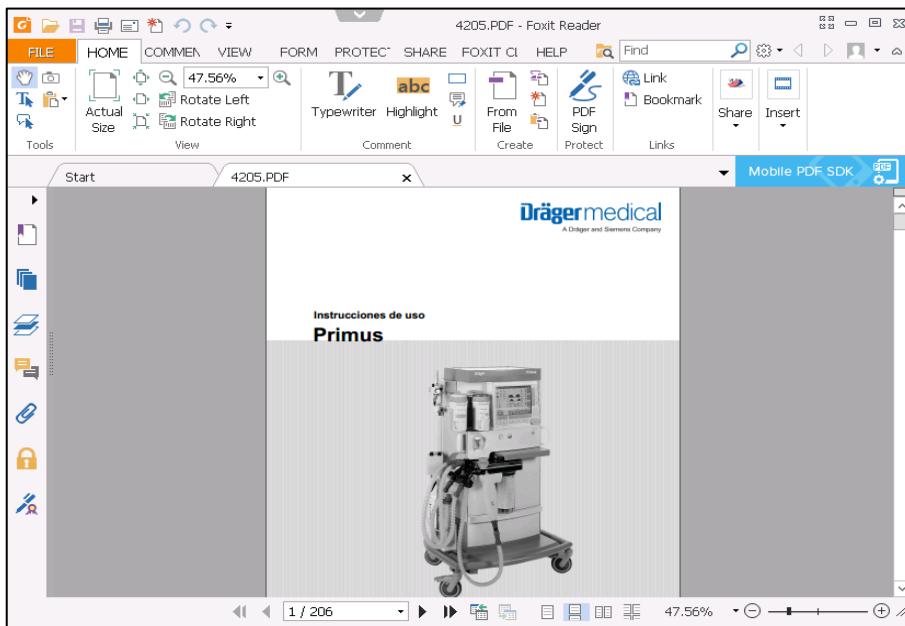 4205.PDF - Foxit Reader
FILE
HOME
COMMEN
VIEW
FORM
PROTEC
SHARE
FOXIT CL
HELP
Find
47.56%
Rotate Left
Rotate Right
Actual
Size
Typewriter
abc
Highlight
U
From
File
PDF
Sign
Link
Bookmark
Share
Insert
Tools
View
Comment
Create
Protect
Links
Start
4205.PDF
Mobile PDF SDK
PDF
Drägermedical
A Dräger and Siemens Company
Instrucciones de uso
Primus
1 / 206
47.56%